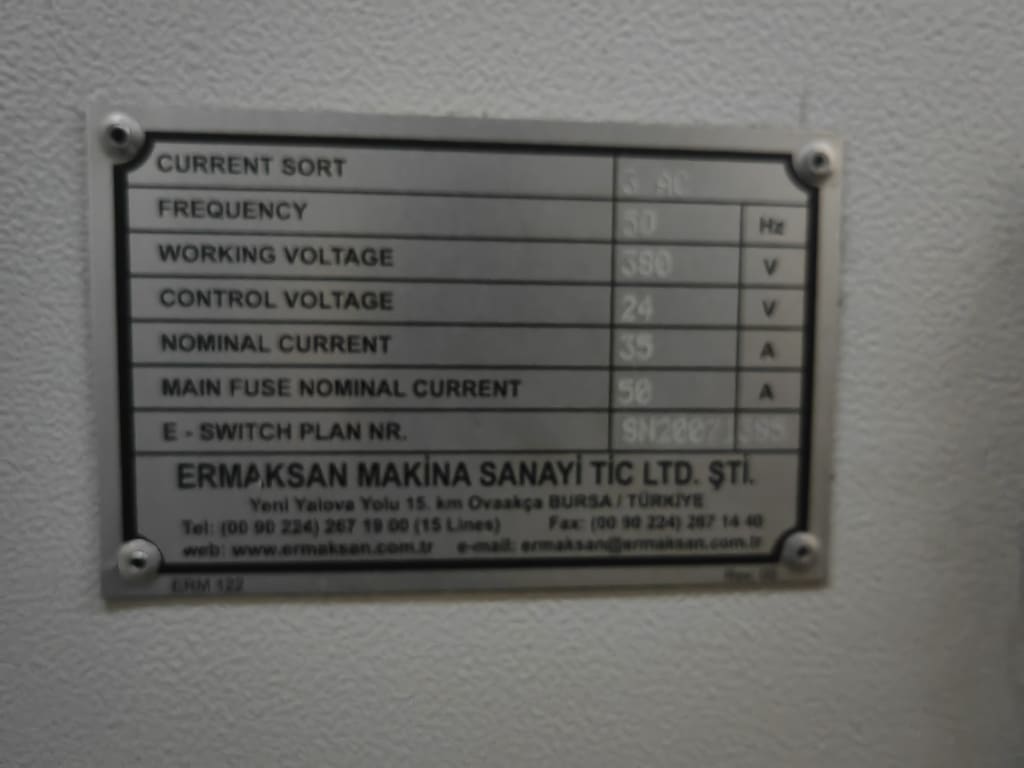 CURRENT SORT 3 AC
FREQUENCY 50 Hz
WORKING VOLTAGE 380 V
CONTROL VOLTAGE 24 V
NOMINAL CURRENT 35 A
MAIN FUSE NOMINAL CURRENT 50 A
E - SWITCH PLAN NR.
ERMAKSAN MAKİNA SANAYİ TİC LTD. ŞTİ.
Yeni Yalova Yolu 15. km Ovaakça BURSA / TÜRKİYE
Tel: (00 90 224) 267 19 00 (15 Lines) Fax: (00 90 224) 267 14 40
web: www.ermaksan.com.tr e-mail: ermaksan@ermaksan.com.tr
ERM 122